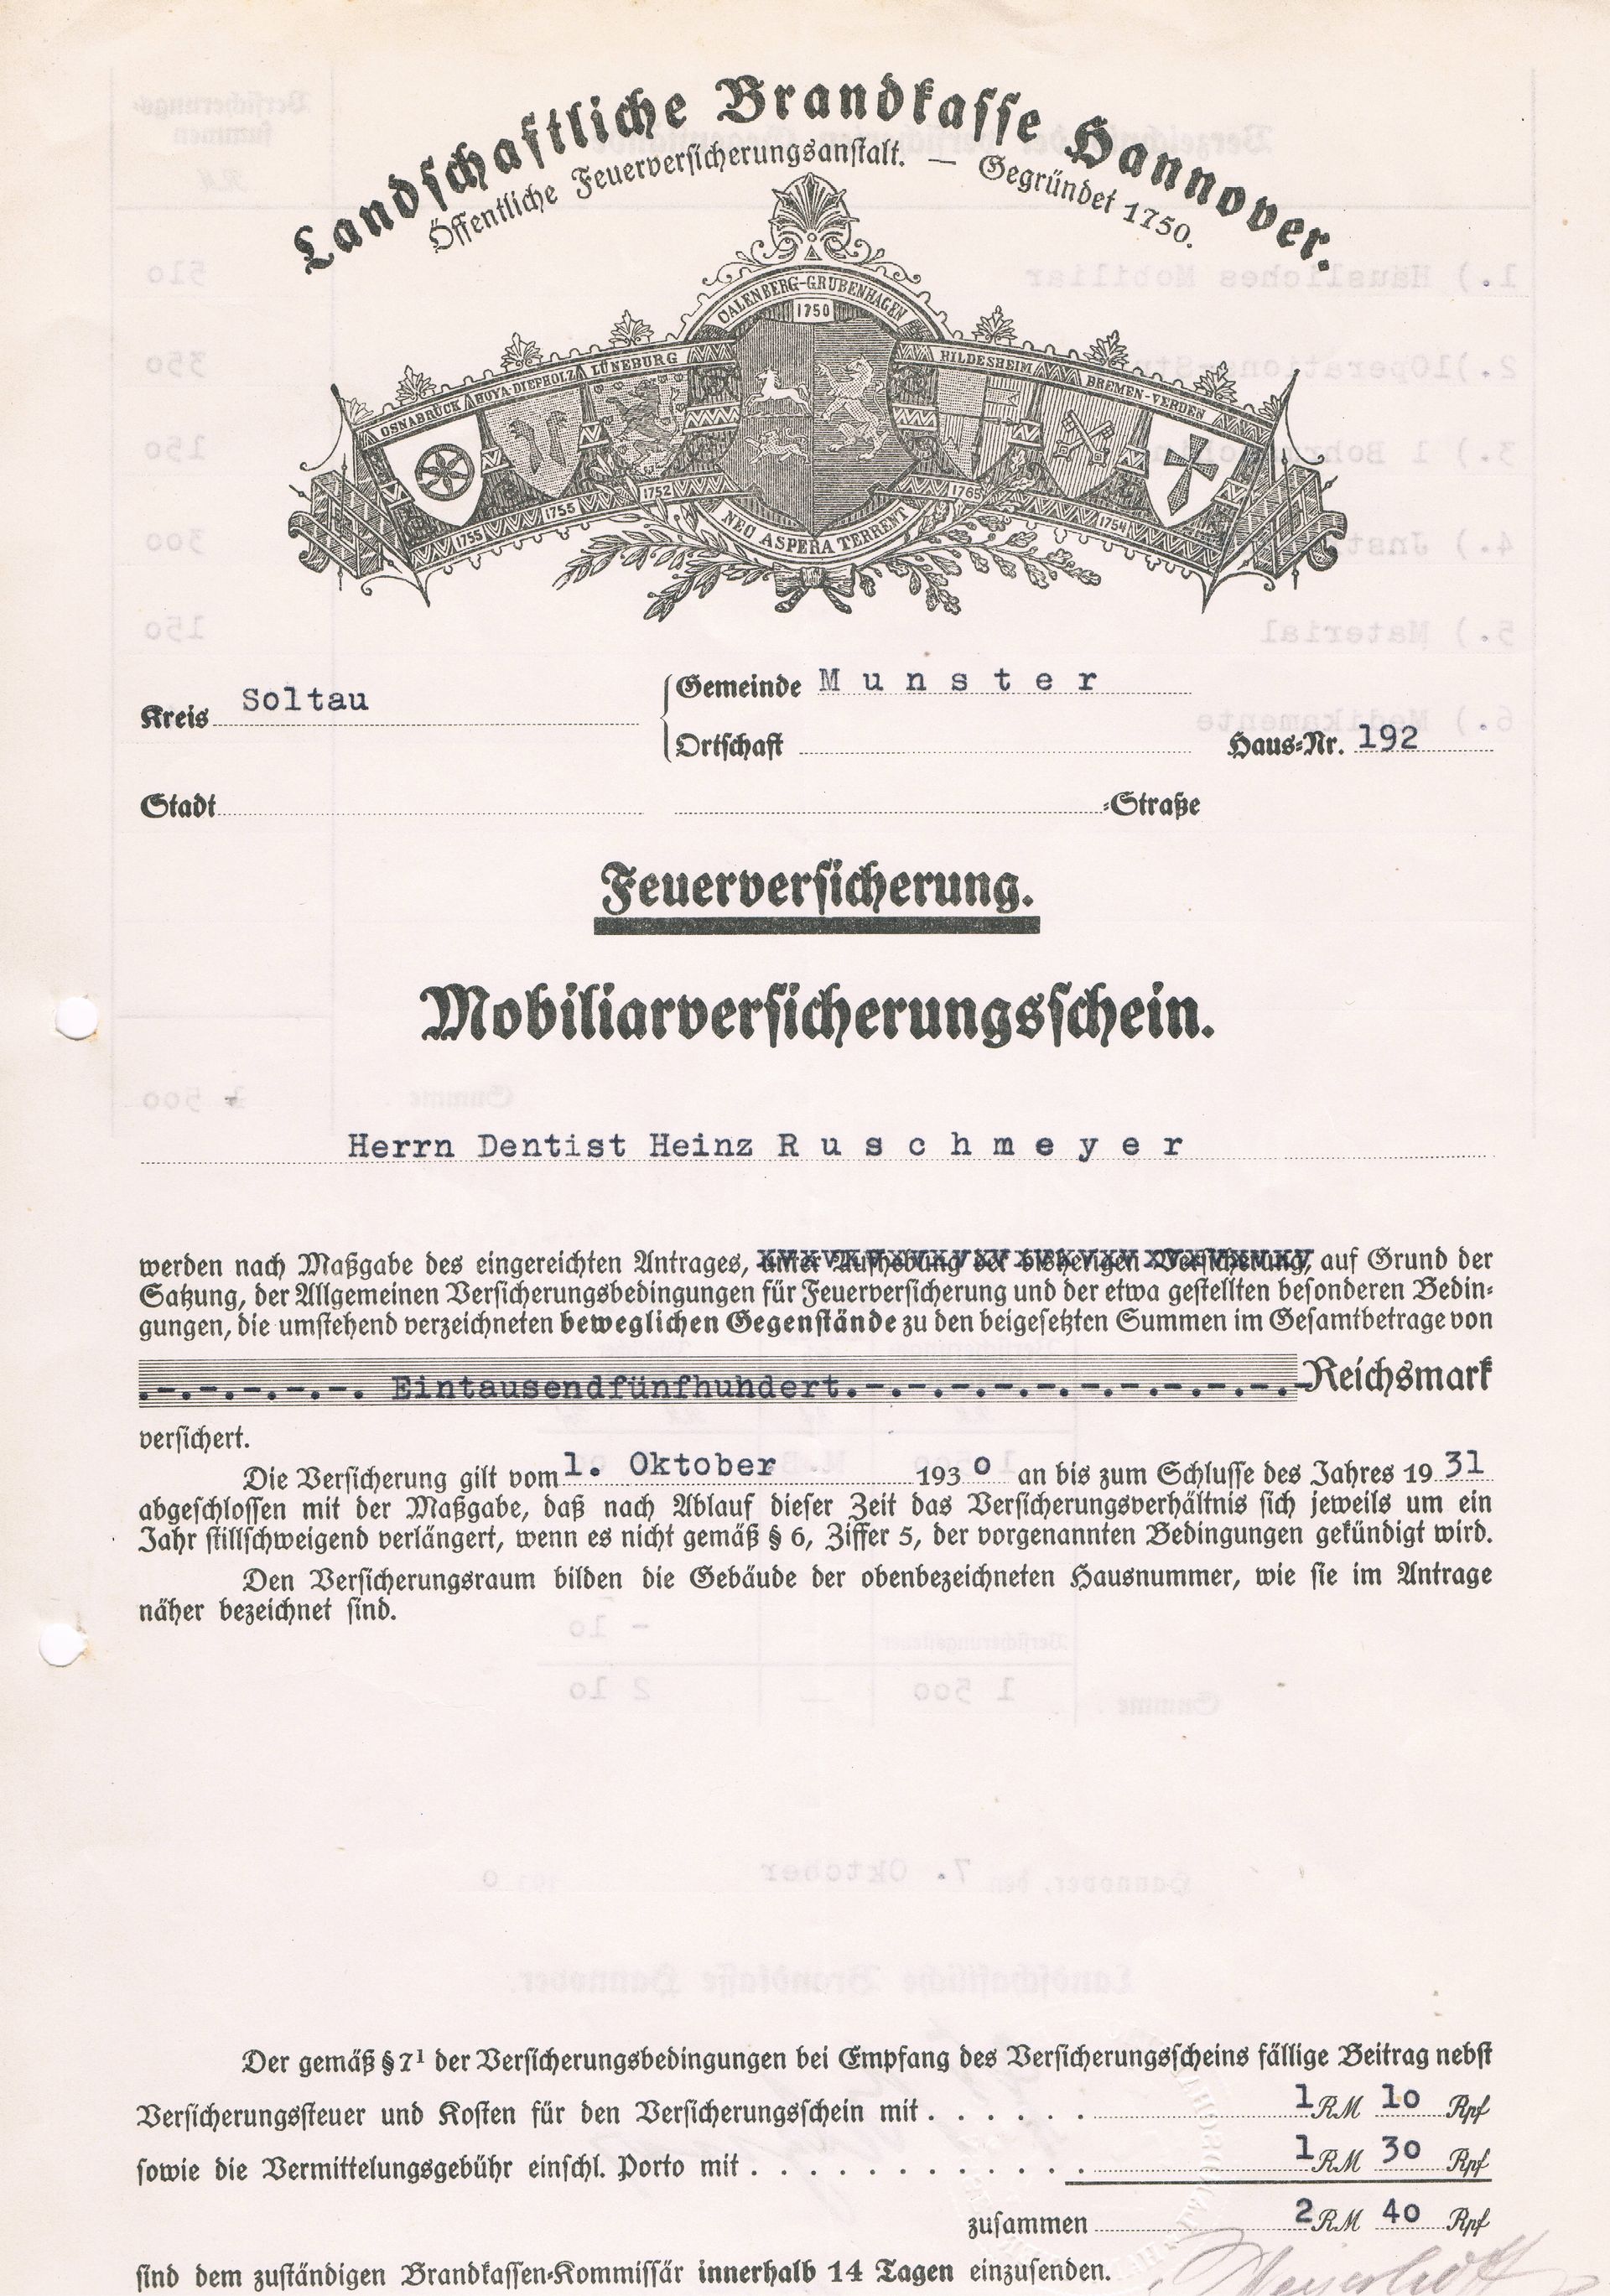 Landschaftliche Brandkasse Hannover.
Öffentliche Feuerversicherungsanstalt. — Gegründet 1750.
CALENBERG-GRUBENHAGEN
1750
OSNABRÜCK HOYA-DIEPHOLZ LÜNEBURG
HILDESHEIM BREMEN-VERDEN
1755 1755 1752 1765 1754
NEC ASPERA TERRENT
Kreis Soltau
Gemeinde Munster
Ortschaft Haus-Nr. 192
Stadt -Straße
Feuerversicherung.
Mobiliarversicherungsschein.
Herrn Dentist Heinz Ruschmeyer
werden nach Maßgabe des eingereichten Antrages, unter Aufhebung der bisherigen Versicherung, auf Grund der
Satzung, der Allgemeinen Versicherungsbedingungen für Feuerversicherung und der etwa gestellten besonderen Bedin-
gungen, die umstehend verzeichneten beweglichen Gegenstände zu den beigesetzten Summen im Gesamtbetrage von
.-.-.-.-.-. Eintausendfünfhundert.-.-.-.-.-.-.-.-.-.-.- Reichsmark
versichert.
Die Versicherung gilt vom 1. Oktober 1930 an bis zum Schlusse des Jahres 1931
abgeschlossen mit der Maßgabe, daß nach Ablauf dieser Zeit das Versicherungsverhältnis sich jeweils um ein
Jahr stillschweigend verlängert, wenn es nicht gemäß § 6, Ziffer 5, der vorgenannten Bedingungen gekündigt wird.
Den Versicherungsraum bilden die Gebäude der obenbezeichneten Hausnummer, wie sie im Antrage
näher bezeichnet sind.
Der gemäß § 7¹ der Versicherungsbedingungen bei Empfang des Versicherungsscheins fällige Beitrag nebst
Versicherungssteuer und Kosten für den Versicherungsschein mit . . . . . . 1 RM 10 Rpf
sowie die Vermittelungsgebühr einschl. Porto mit . . . . . . . . . . . . 1 RM 30 Rpf
zusammen 2 RM 40 Rpf
sind dem zuständigen Brandkassen-Kommissär innerhalb 14 Tagen einzusenden.